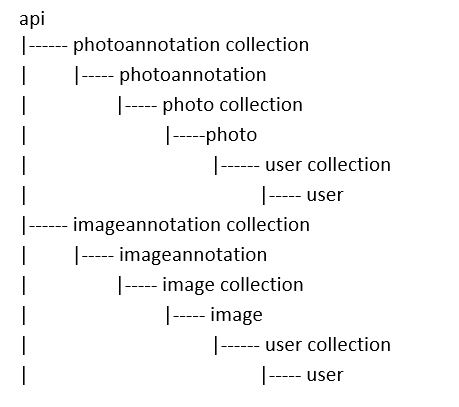 api
|------ photoannotation collection
|       |----- photoannotation
|               |----- photo collection
|                       |-----photo
|                               |------ user collection
|                                       |----- user
|------ imageannotation collection
|       |----- imageannotation
|               |----- image collection
|                       |----- image
|                               |------ user collection
|                                       |----- user